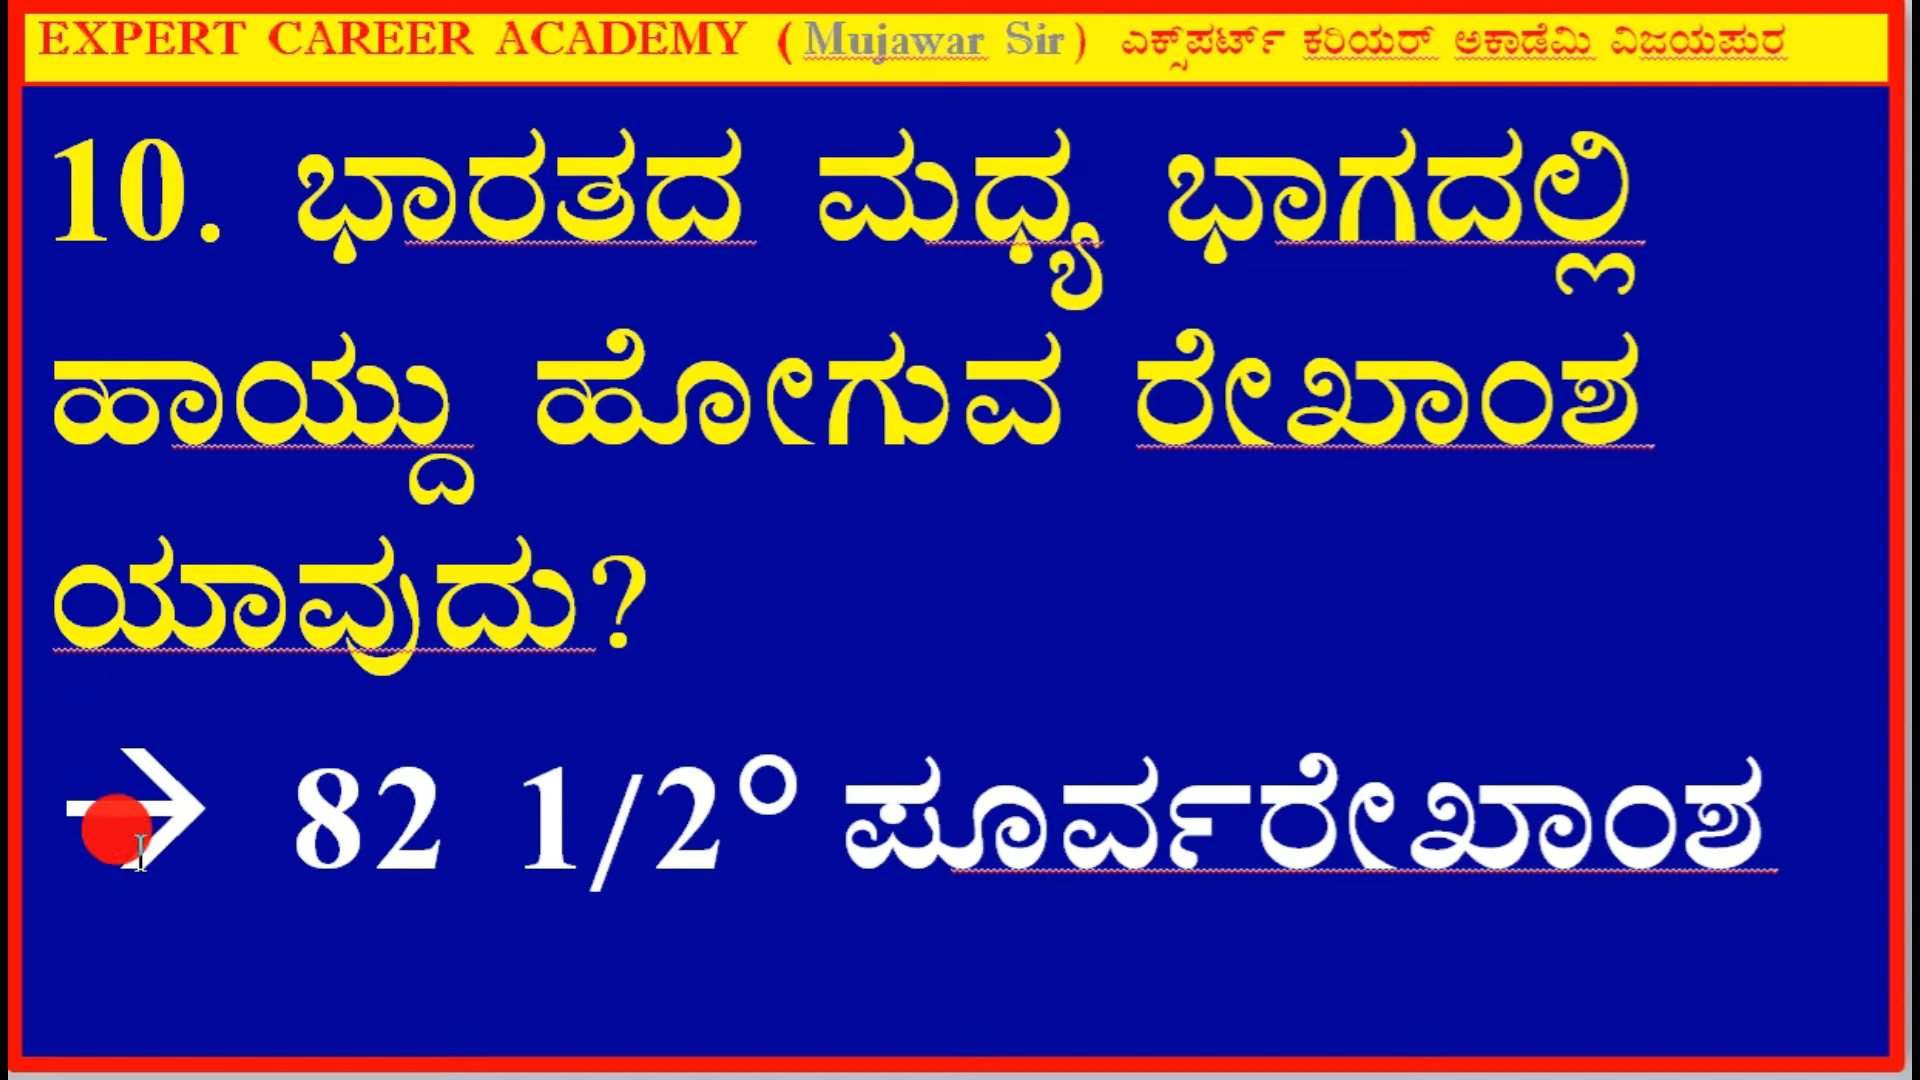 EXPERT CAREER ACADEMY (Mujawar Sir) ಎಕ್ಸ್‌ಪರ್ಟ್ ಕರಿಯರ್ ಅಕಾಡೆಮಿ ವಿಜಯಪುರ
10. ಭಾರತದ ಮಧ್ಯ ಭಾಗದಲ್ಲಿ
ಹಾಯ್ದು ಹೋಗುವ ರೇಖಾಂಶ
ಯಾವುದು?
→ 82 1/2° ಪೂರ್ವರೇಖಾಂಶ